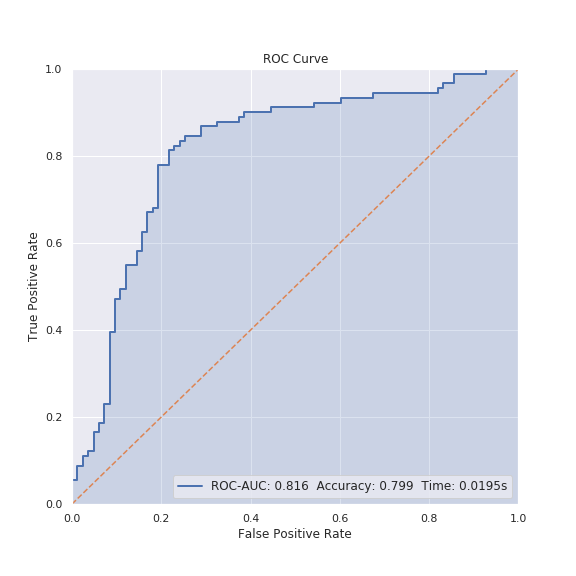 ROC Curve
1.0
0.8
0.6
0.4
0.2
0.0
True Positive Rate
ROC-AUC: 0.816  Accuracy: 0.799  Time: 0.0195s
0.0 0.2 0.4 0.6 0.8 1.0
False Positive Rate